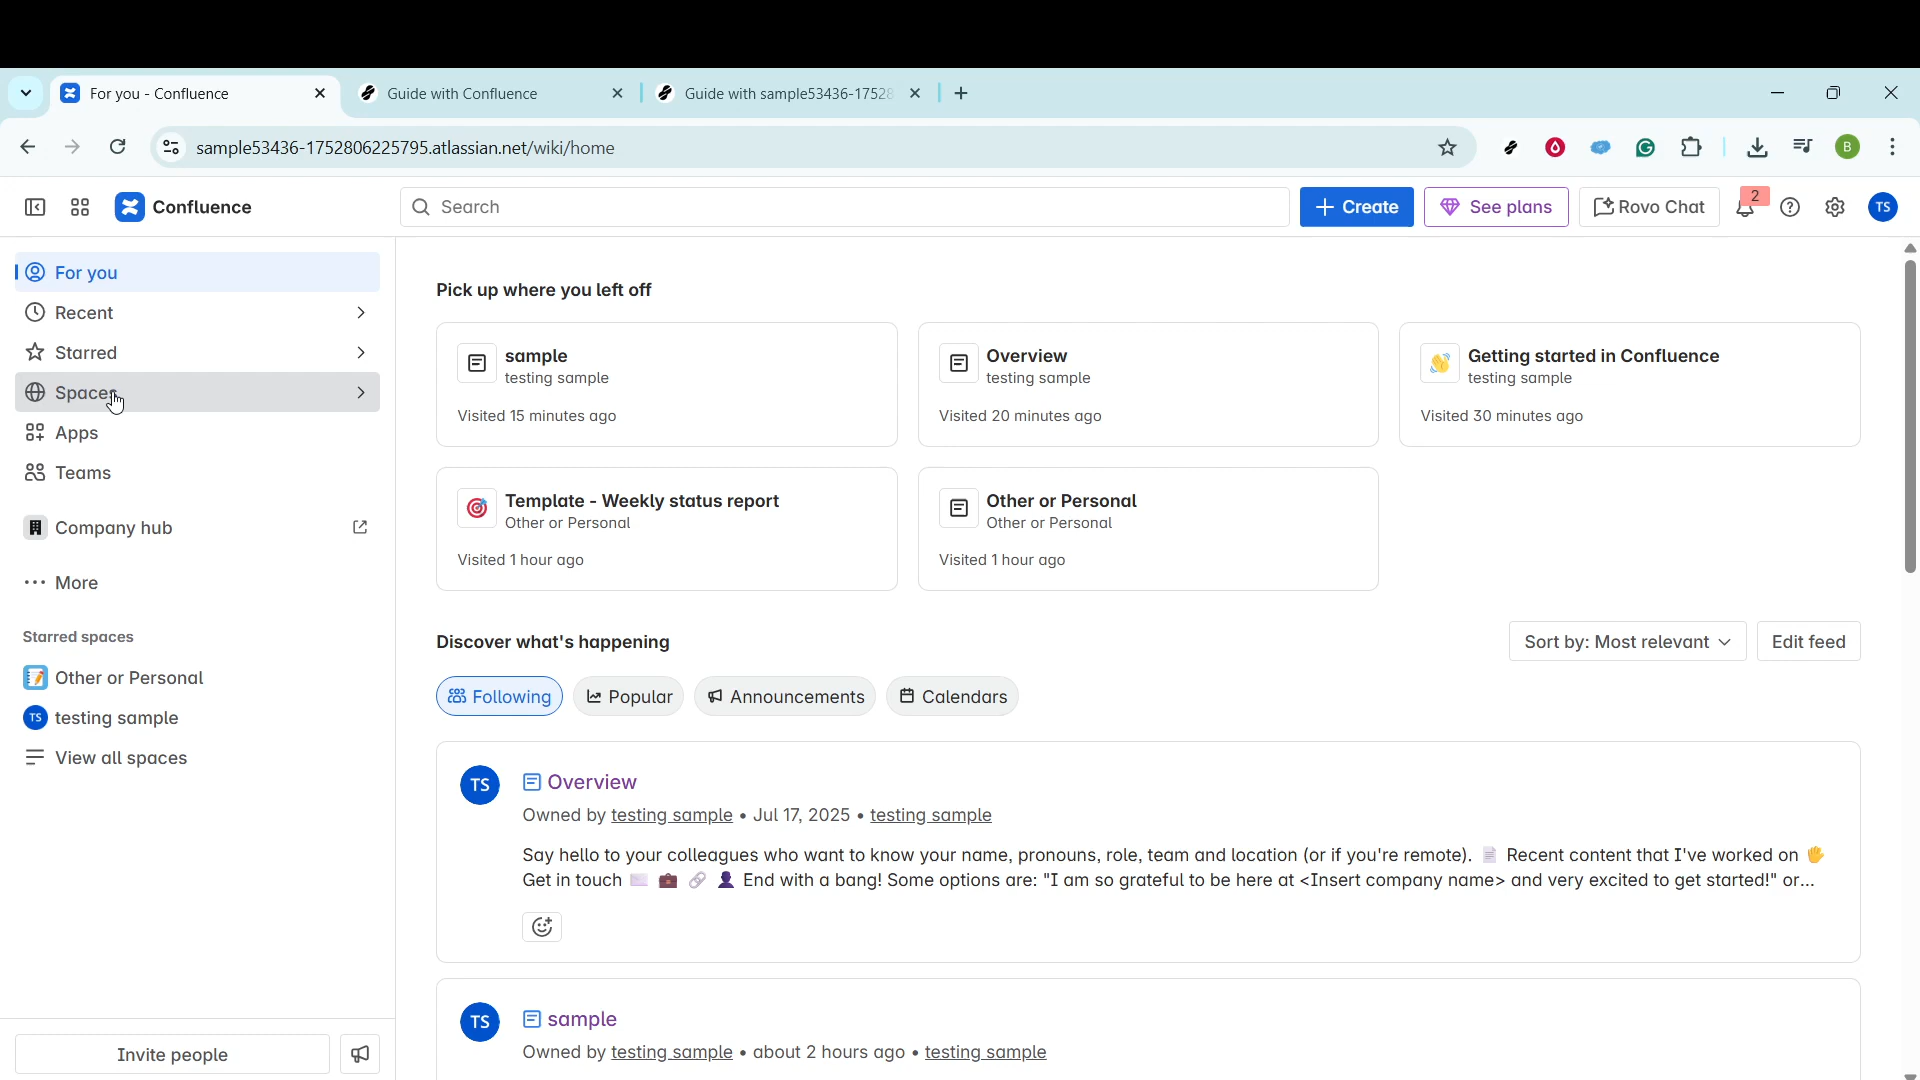 For you - Confluence
Guide with Confluence
Guide with sample53436-17528
sample53436-1752806225795.atlassian.net/wiki/home
B
Confluence
Search
+ Create
See plans
Rovo Chat
2
TS
For you
Recent
Starred
Spaces
Apps
Teams
Company hub
More
Starred spaces
Other or Personal
TS testing sample
View all spaces
Invite people
Pick up where you left off
sample
testing sample
Visited 15 minutes ago
Overview
testing sample
Visited 20 minutes ago
Getting started in Confluence
testing sample
Visited 30 minutes ago
Template - Weekly status report
Other or Personal
Visited 1 hour ago
Other or Personal
Other or Personal
Visited 1 hour ago
Discover what's happening
Sort by: Most relevant
Edit feed
Following
Popular
Announcements
Calendars
TS
Overview
Owned by testing sample • Jul 17, 2025 • testing sample
Say hello to your colleagues who want to know your name, pronouns, role, team and location (or if you're remote). 📄 Recent content that I've worked on 🖐
Get in touch ✉️ 💼 🔗 👤 End with a bang! Some options are: "I am so grateful to be here at <Insert company name> and very excited to get started!" or...
TS
sample
Owned by testing sample • about 2 hours ago • testing sample